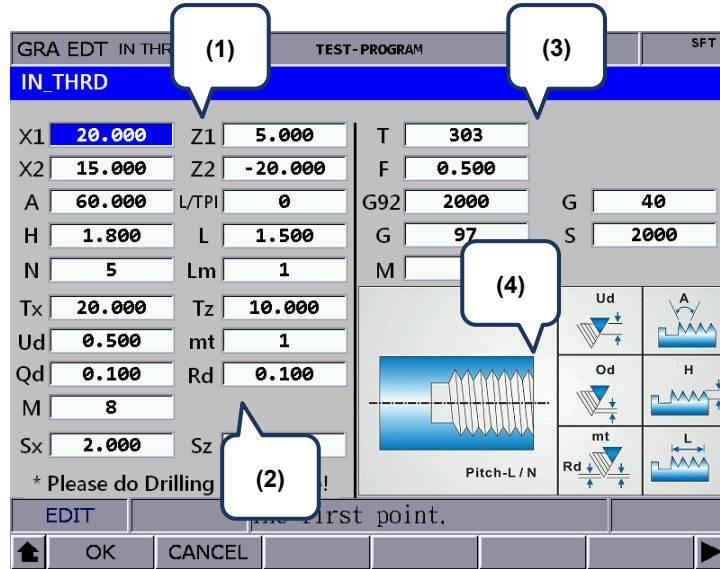 GRA EDT IN THR TEST-PROGRAM SFT
(1) (3)
IN_THRD
X1 20.000 Z1 5.000 T 303
X2 15.000 Z2 -20.000 F 0.500
A 60.000 L/TPI 0 G92 2000 G 40
H 1.800 L 1.500 G 97 S 2000
N 5 Lm 1 M
(4)
Tx 20.000 Tz 10.000
Ud A
Ud 0.500 mt 1
Qd 0.100 Rd 0.100
Od H
M 8
mt L
Rd
Sx 2.000 Sz
Pitch-L / N
* Please do Drilling !
(2)
EDIT first point.
OK CANCEL